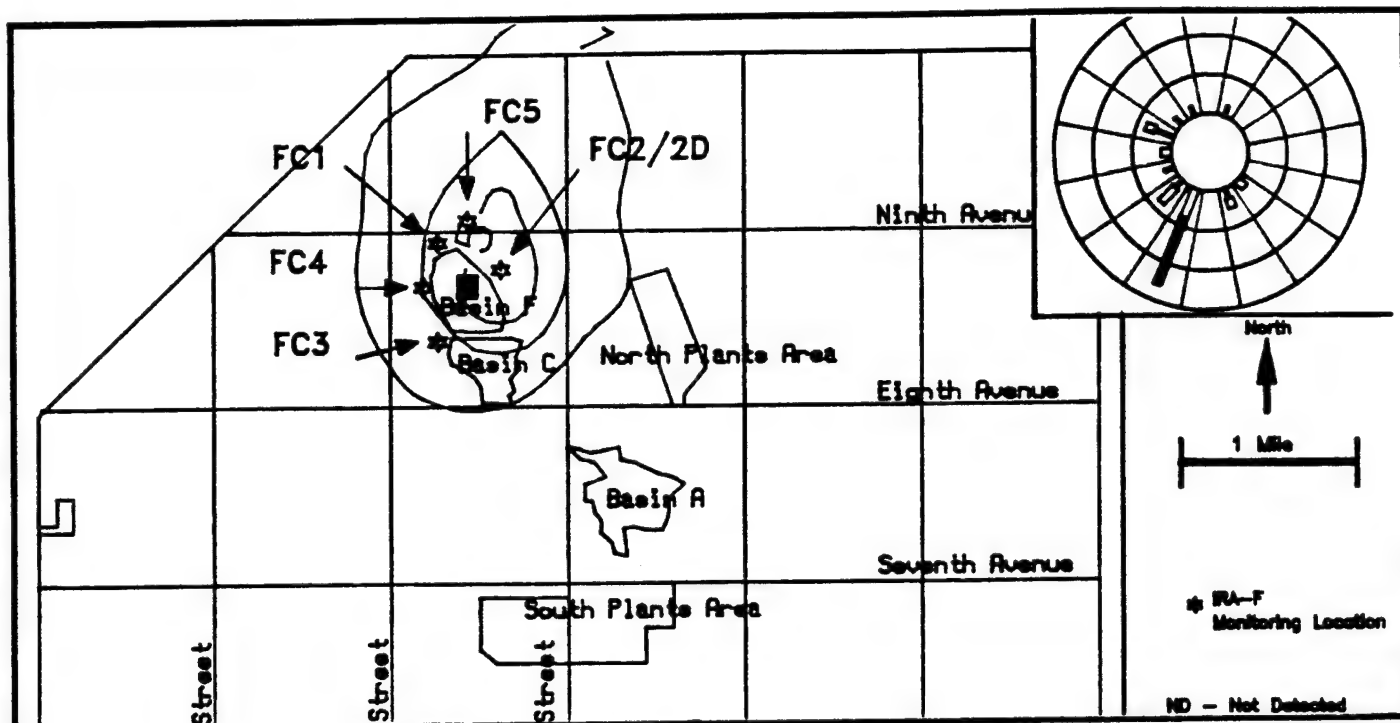 FC5
FC1
FC2/2D
Ninth Avenu
FC4
Basin F
North
FC3
Basin C
North Plants Area
Eighth Avenue
1 Mile
Basin A
Seventh Avenue
South Plants Area
IRA-F
Monitoring Location
Street
Street
Street
ND - Not Detected